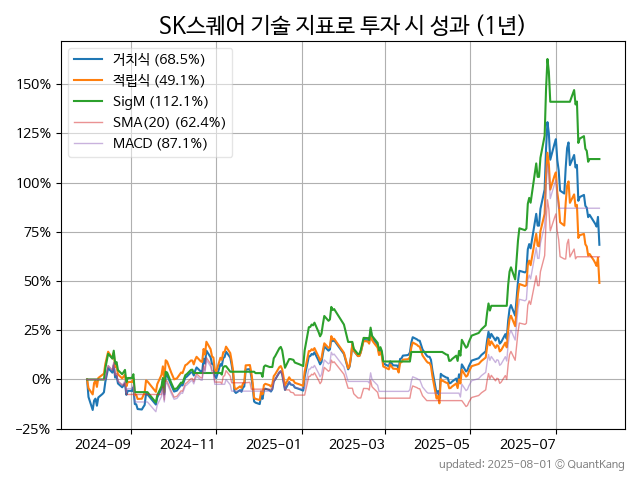 SK스퀘어 기술 지표로 투자 시 성과 (1년)
거치식 (68.5%)
적립식 (49.1%)
SigM (112.1%)
SMA(20) (62.4%)
MACD (87.1%)
150%
125%
100%
75%
50%
25%
0%
−25%
2024−09 2024−11 2025−01 2025−03 2025−05 2025−07
updated: 2025-08-01 © QuantKang